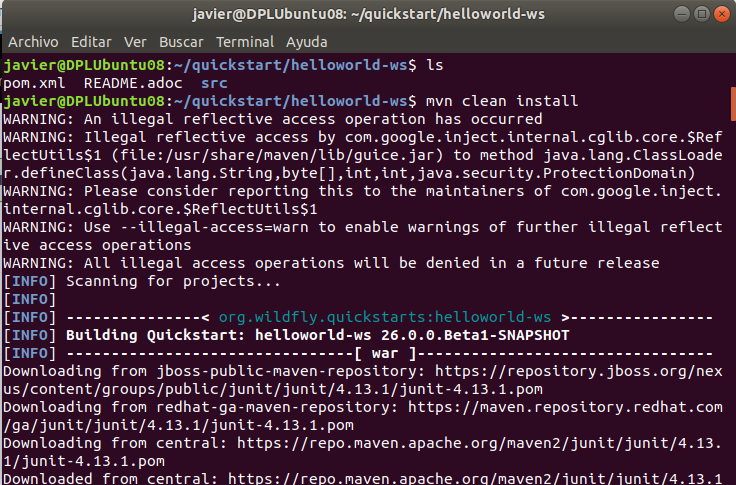 javier@DPLUbuntu08: ~/quickstart/helloworld-ws
Archivo Editar Ver Buscar Terminal Ayuda
javier@DPLUbuntu08:~/quickstart/helloworld-ws$ ls
pom.xml  README.adoc  src
javier@DPLUbuntu08:~/quickstart/helloworld-ws$ mvn clean install
WARNING: An illegal reflective access operation has occurred
WARNING: Illegal reflective access by com.google.inject.internal.cglib.core.$Ref
lectUtils$1 (file:/usr/share/maven/lib/guice.jar) to method java.lang.ClassLoade
r.defineClass(java.lang.String,byte[],int,int,java.security.ProtectionDomain)
WARNING: Please consider reporting this to the maintainers of com.google.inject.
internal.cglib.core.$ReflectUtils$1
WARNING: Use --illegal-access=warn to enable warnings of further illegal reflect
ive access operations
WARNING: All illegal access operations will be denied in a future release
[INFO] Scanning for projects...
[INFO]
[INFO] ---------------< org.wildfly.quickstarts:helloworld-ws >----------------
[INFO] Building Quickstart: helloworld-ws 26.0.0.Beta1-SNAPSHOT
[INFO] --------------------------------[ war ]---------------------------------
Downloading from jboss-public-maven-repository: https://repository.jboss.org/nex
us/content/groups/public/junit/junit/4.13.1/junit-4.13.1.pom
Downloading from redhat-ga-maven-repository: https://maven.repository.redhat.com
/ga/junit/junit/4.13.1/junit-4.13.1.pom
Downloading from central: https://repo.maven.apache.org/maven2/junit/junit/4.13.
1/junit-4.13.1.pom
Downloaded from central: https://repo.maven.apache.org/maven2/junit/junit/4.13.1